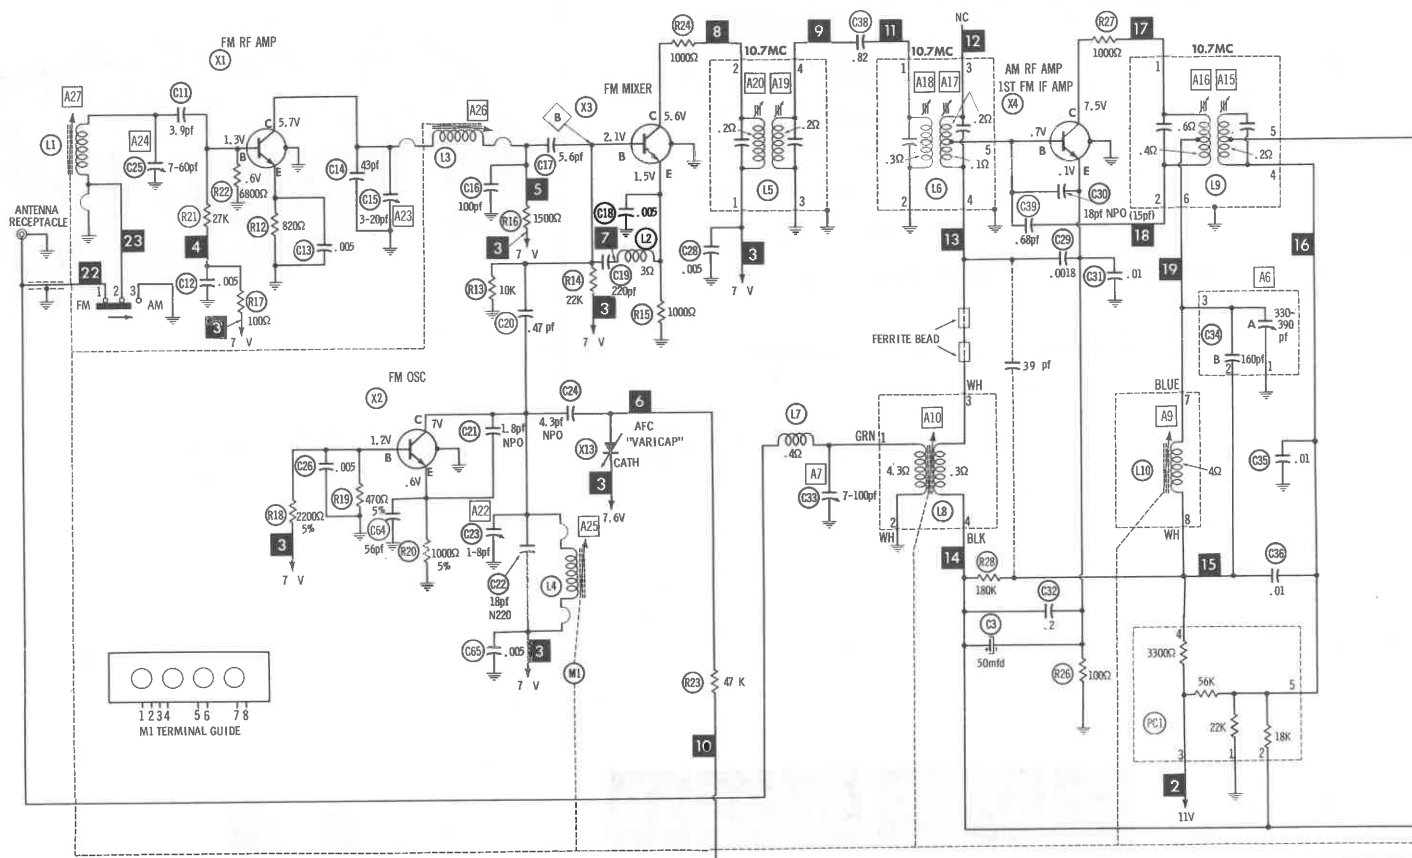 FM RF AMP
X1
A27
L1
C11
3.9pf
A24
C25
7-60pf
1.3V
B
C
5.7V
E
.6V
R22
6800Ω
R21
27K
4
R12
820Ω
C13
.005
C12
.005
R17
100Ω
3
7 V
ANTENNA
RECEPTACLE
23
22
1
2
3
FM
AM
C14
43pf
C15
3-20pf
A23
A26
L3
C16
100pf
C17
5.6pf
5
R16
1500Ω
3
7 V
B
X3
FM MIXER
2.1V
B
C
5.6V
E
1.5V
R24
1000Ω
C18
.005
7
L2
3Ω
C19
220pf
R14
22K
3
7 V
R15
1000Ω
R13
10K
C20
.47 pf
8
10.7MC
2
4
A20
A19
.2Ω
.2Ω
L5
1
3
C28
.005
3
7 V
9
C38
.82
11
10.7MC
NC
12
1
3
A18
A17
5
.2Ω
.3Ω
.1Ω
L6
2
4
13
AM RF AMP
1ST FM IF AMP
X4
.7V
B
C
7.5V
E
.1V
R27
1000Ω
17
C30
18pf NPO (15pf)
C39
.68pf
18
C29
.0018
C31
.01
10.7MC
1
A16
A15
.6Ω
.4Ω
.2Ω
5
4
L9
2
6
16
19
A6
3
330-
390
pf
A
C34
B
160pf
2
1
FERRITE BEAD
39 pf
WH
3
A10
GRN
1
4.3Ω
.3Ω
L8
2
4
WH
BLK
L7
.4Ω
A7
C33
7-100pf
BLUE
7
A9
L10
4Ω
8
WH
C35
.01
14
R28
180K
15
C36
.01
C32
.2
C3
50mfd
R26
100Ω
4
3300Ω
56K
5
22K
18K
PC1
3
1
2
2
11V
FM OSC
X2
1.2V
B
C
7V
E
.6V
C26
.005
R19
470Ω
5%
R18
2200Ω
5%
3
7 V
C64
56pf
R20
1000Ω
5%
C21
1.8pf
NPO
C24
4.3pf
NPO
6
AFC
"VARICAP"
X13
CATH
3
7.6V
A22
C23
1-8pf
C22
18pf
N220
A25
L4
C65
.005
3
7 V
M1
R23
47 K
10
1 2 3 4 5 6 7 8
M1 TERMINAL GUIDE